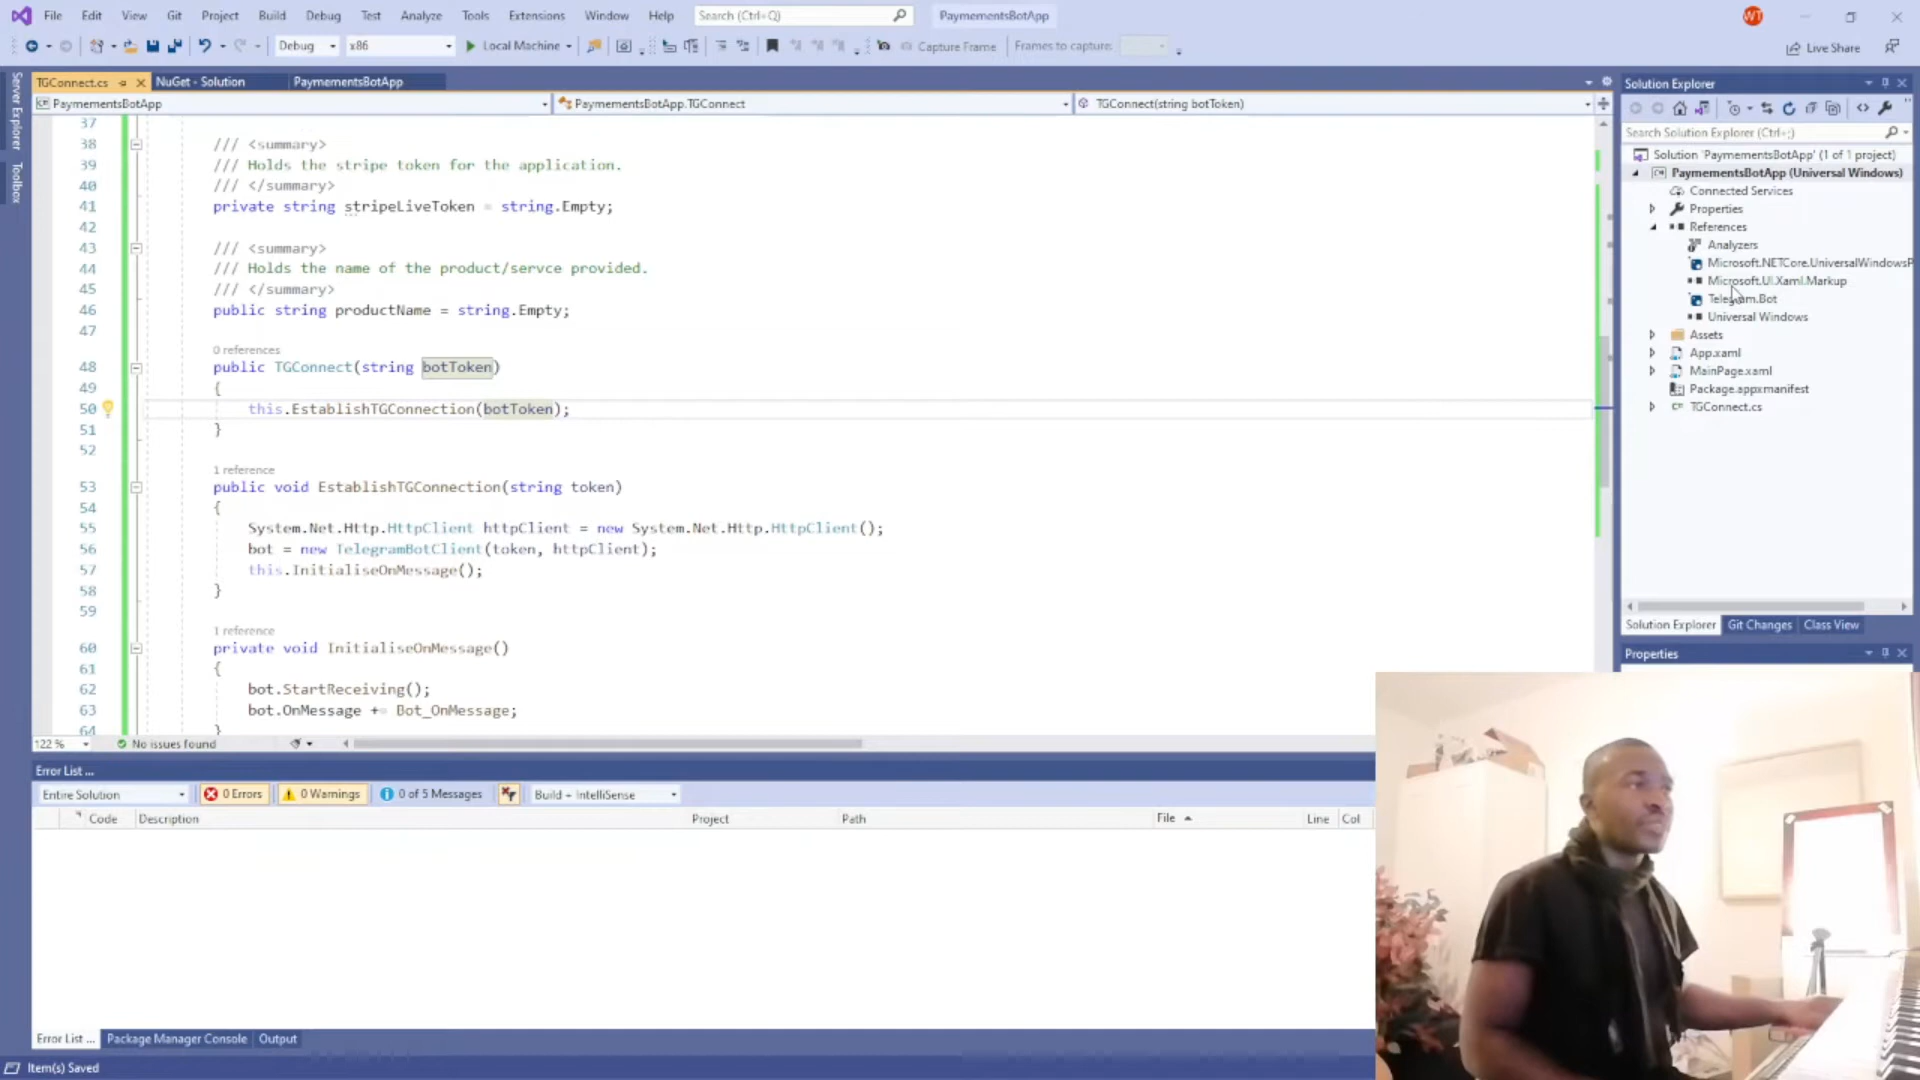 File Edit View Git Project Build Debug Test Analyze Tools Extensions Window Help Search (Ctrl+Q) PaymementsBotApp WT
Debug x86 Local Machine Capture Frame Frames to capture: Live Share
Server Explorer
Toolbox
TGConnect.cs NuGet - Solution PaymementsBotApp
PaymementsBotApp PaymementsBotApp.TGConnect TGConnect(string botToken)
37
38 /// <summary>
39 /// Holds the stripe token for the application.
40 /// </summary>
41 private string stripeLiveToken = string.Empty;
42
43 /// <summary>
44 /// Holds the name of the product/servce provided.
45 /// </summary>
46 public string productName = string.Empty;
47
0 references
48 public TGConnect(string botToken)
49 {
50 this.EstablishTGConnection(botToken);
51 }
52
1 reference
53 public void EstablishTGConnection(string token)
54 {
55 System.Net.Http.HttpClient httpClient = new System.Net.Http.HttpClient();
56 bot = new TelegramBotClient(token, httpClient);
57 this.InitialiseOnMessage();
58 }
59
1 reference
60 private void InitialiseOnMessage()
61 {
62 bot.StartReceiving();
63 bot.OnMessage += Bot_OnMessage;
64 }
122 % No issues found
Error List ...
Entire Solution 0 Errors 0 Warnings 0 of 5 Messages Build + IntelliSense
Code Description Project Path File Line Col
Error List ... Package Manager Console Output
Item(s) Saved
Solution Explorer
Search Solution Explorer (Ctrl+;)
Solution 'PaymementsBotApp' (1 of 1 project)
PaymementsBotApp (Universal Windows)
Connected Services
Properties
References
Analyzers
Microsoft.NETCore.UniversalWindowsP
Microsoft.UI.Xaml.Markup
Telegram.Bot
Universal Windows
Assets
App.xaml
MainPage.xaml
Package.appxmanifest
TGConnect.cs
Solution Explorer Git Changes Class View
Properties